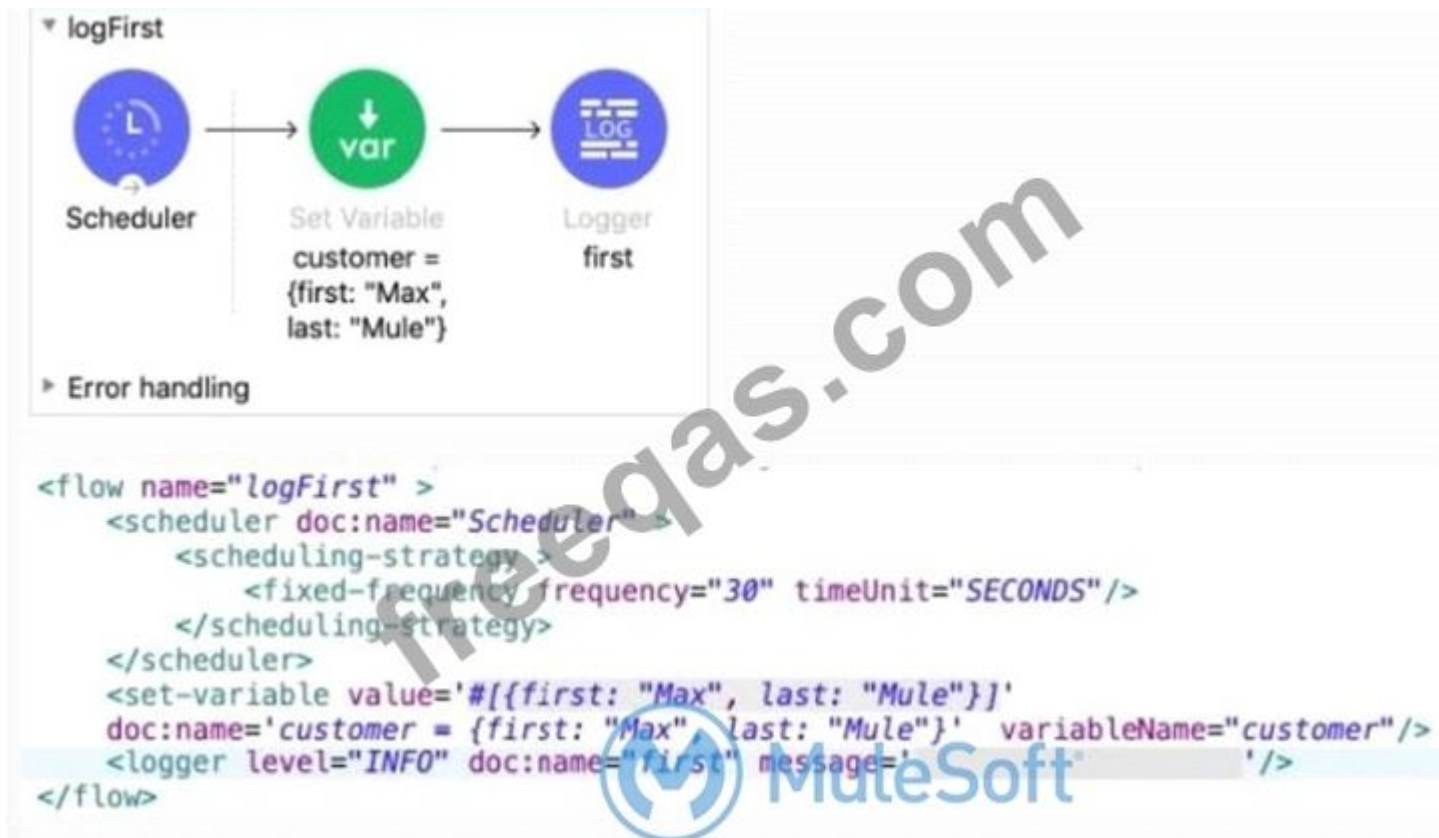 logFirst
L
var
LOG
Scheduler
Set Variable
Logger
customer =
{first: "Max",
last: "Mule"}
first
Error handling
<flow name="logFirst" >
<scheduler doc:name="Scheduler" >
<scheduling-strategy >
<fixed-frequency frequency="30" timeUnit="SECONDS"/>
</scheduling-strategy>
</scheduler>
<set-variable value='#[{first: "Max", last: "Mule"}]'
doc:name='customer = {first: "Max", last: "Mule"}' variableName="customer"/>
<logger level="INFO" doc:name="first" message=' '/>
</flow>
freeqas.com
MuleSoft